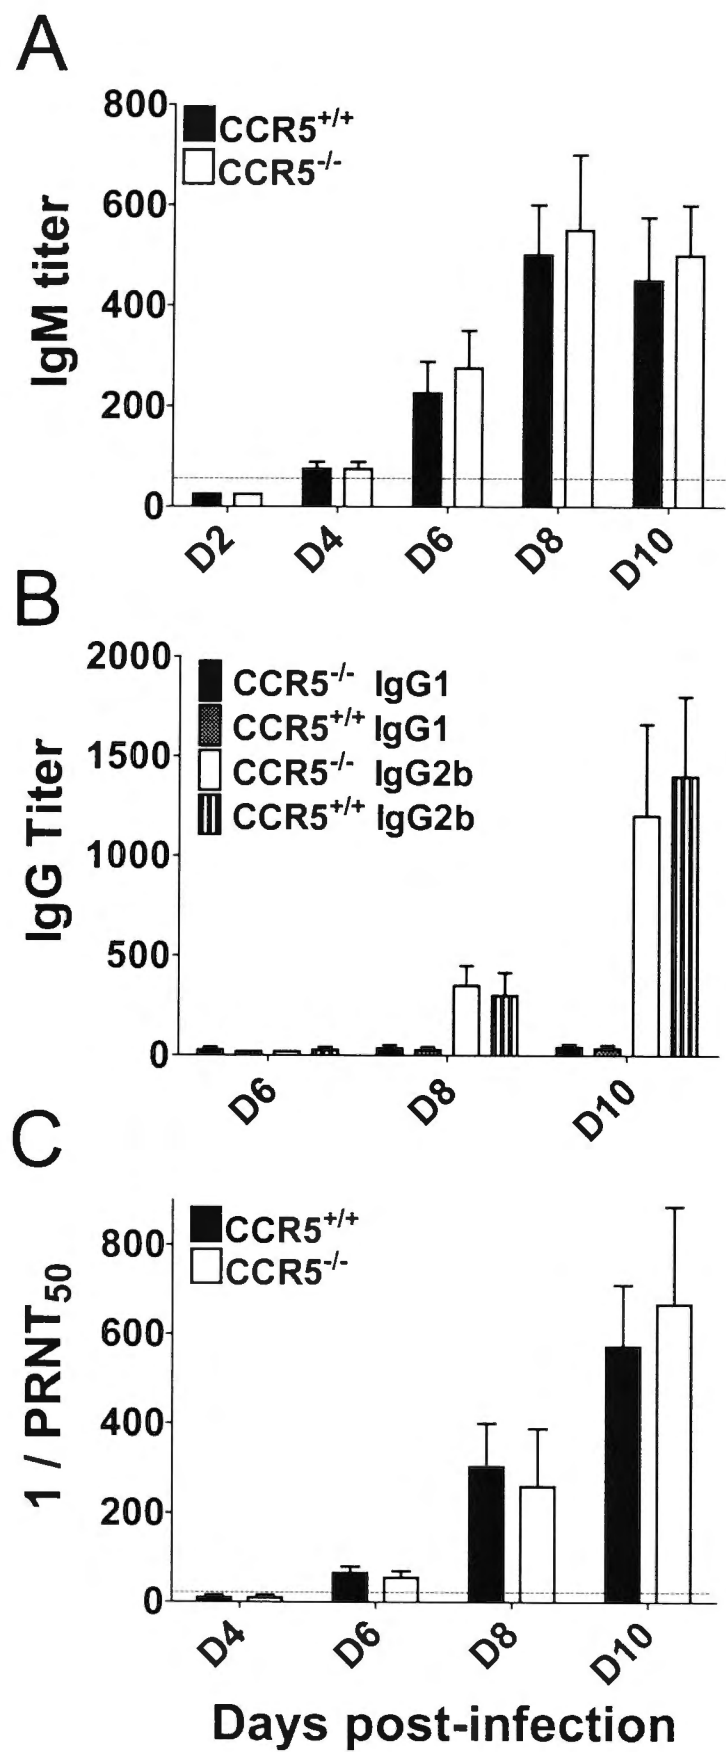 A
IgM titer
800
600
400
200
0
CCR5+/+
CCR5-/-
D2 D4 D6 D8 D10
B
IgG Titer
2000
1500
1000
500
0
CCR5-/- IgG1
CCR5+/+ IgG1
CCR5-/- IgG2b
CCR5+/+ IgG2b
D6 D8 D10
C
1 / PRNT50
800
600
400
200
0
CCR5+/+
CCR5-/-
D4 D6 D8 D10
Days post-infection